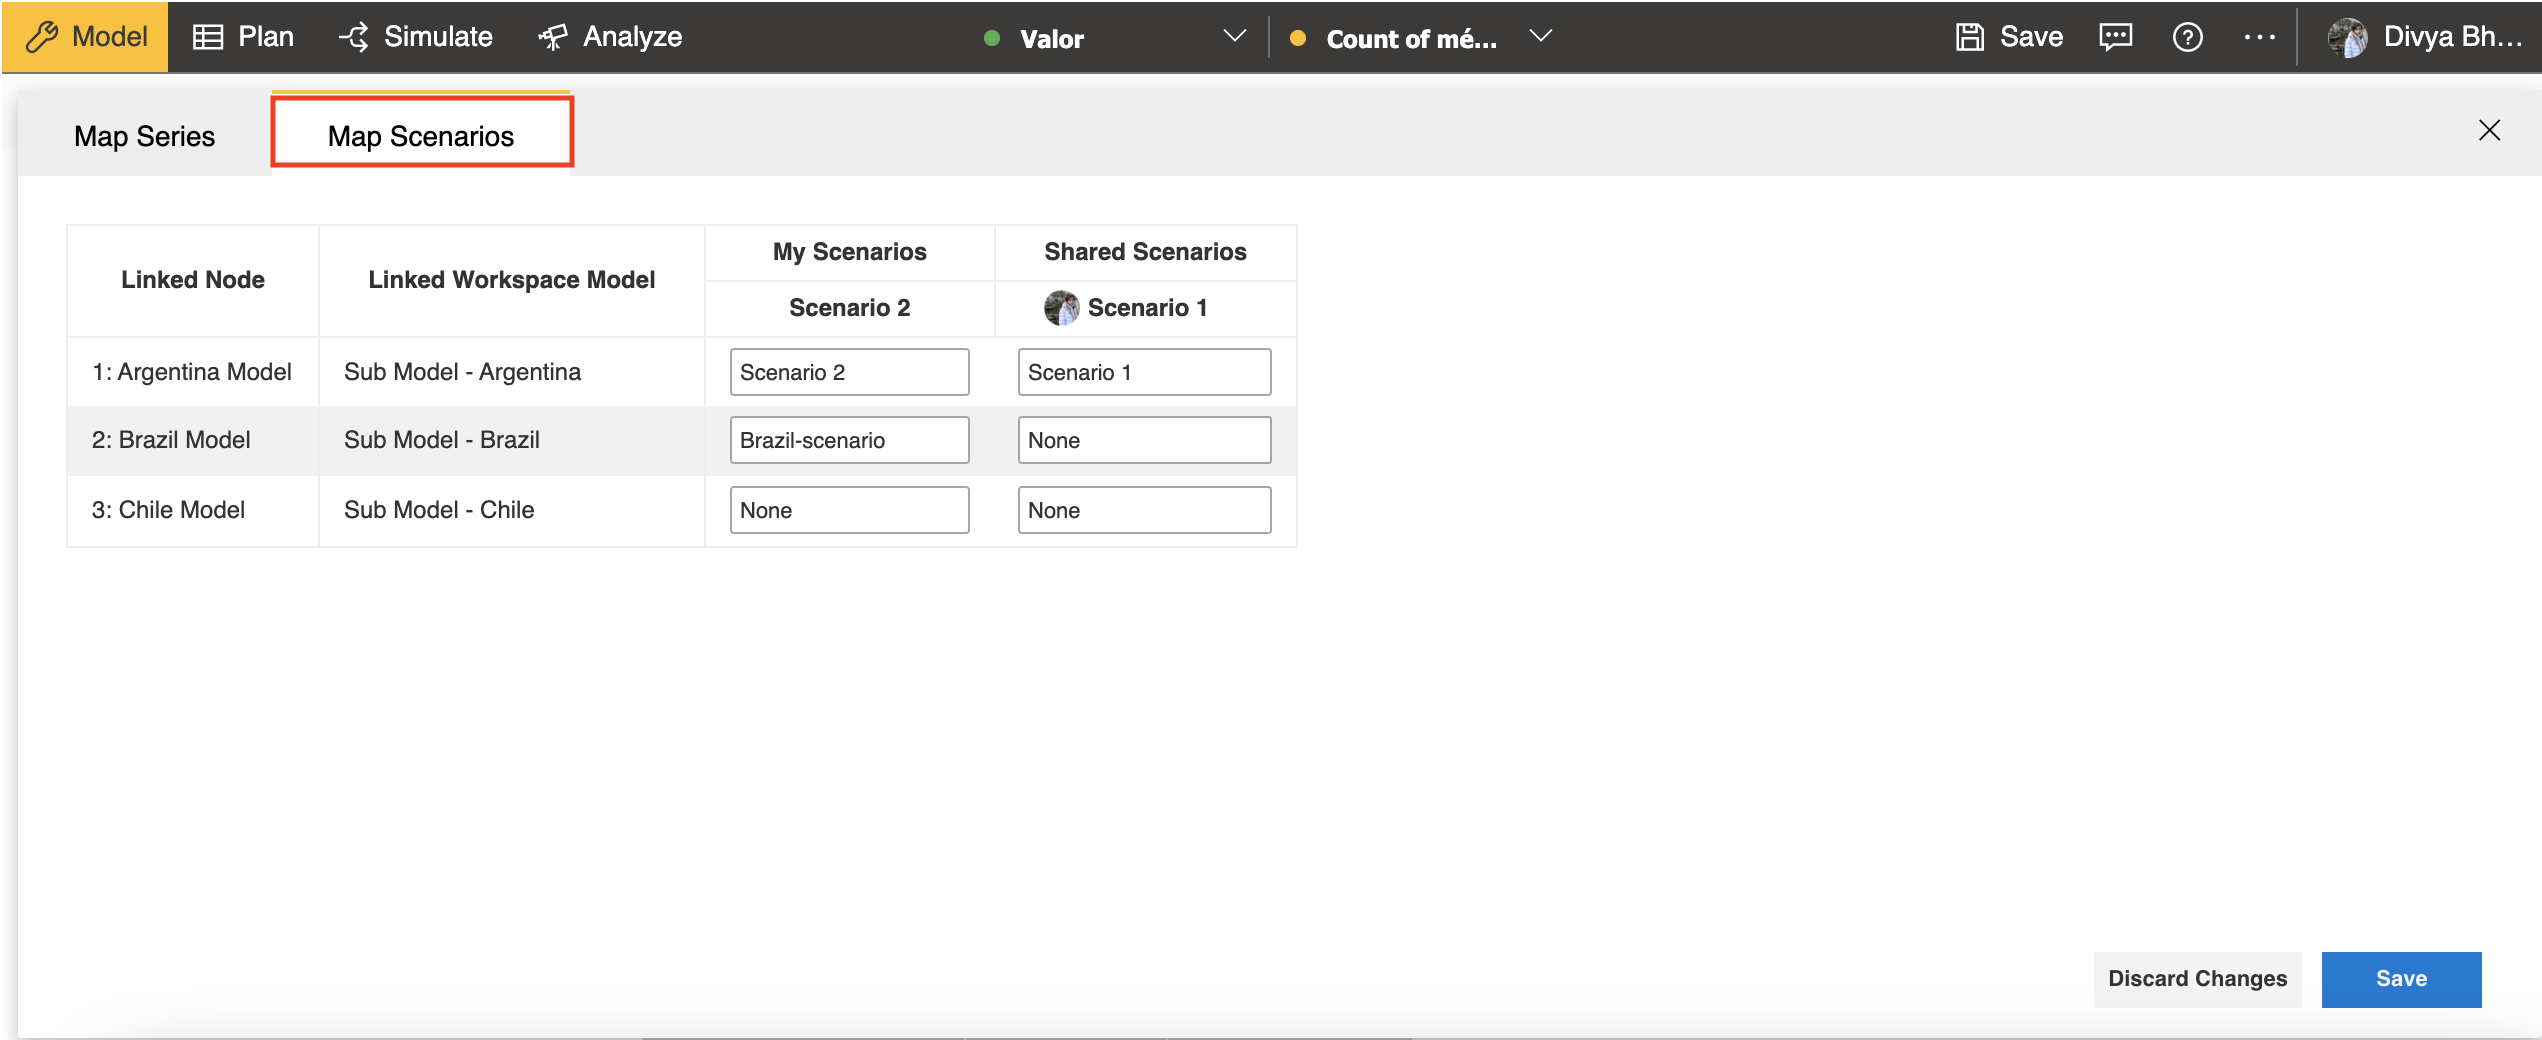 Model Plan Simulate Analyze Valor Count of mé... Save Divya Bh...
Map Series Map Scenarios
Linked Node Linked Workspace Model My Scenarios Shared Scenarios
Scenario 2 Scenario 1
1: Argentina Model Sub Model - Argentina Scenario 2 Scenario 1
2: Brazil Model Sub Model - Brazil Brazil-scenario None
3: Chile Model Sub Model - Chile None None
Discard Changes Save